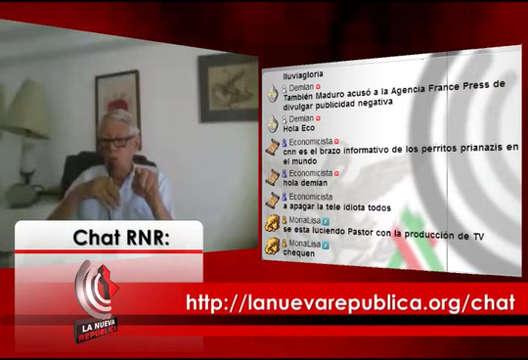 lluviagloria
Demian
También Maduro acusó a la Agencia France Press de
divulgar publicidad negativa
Demian
Hola Eco
Economicista
cnn es el brazo informativo de los perritos prianazis en
el mundo
Economicista
hola demian
Economicista
a apagar la tele idiota todos
MonaLisa
se esta luciendo Pastor con la producción de TV
MonaLisa
chequen
Chat RNR:
LA NUEVA
REPUBLICA
http://lanuevarepublica.org/chat